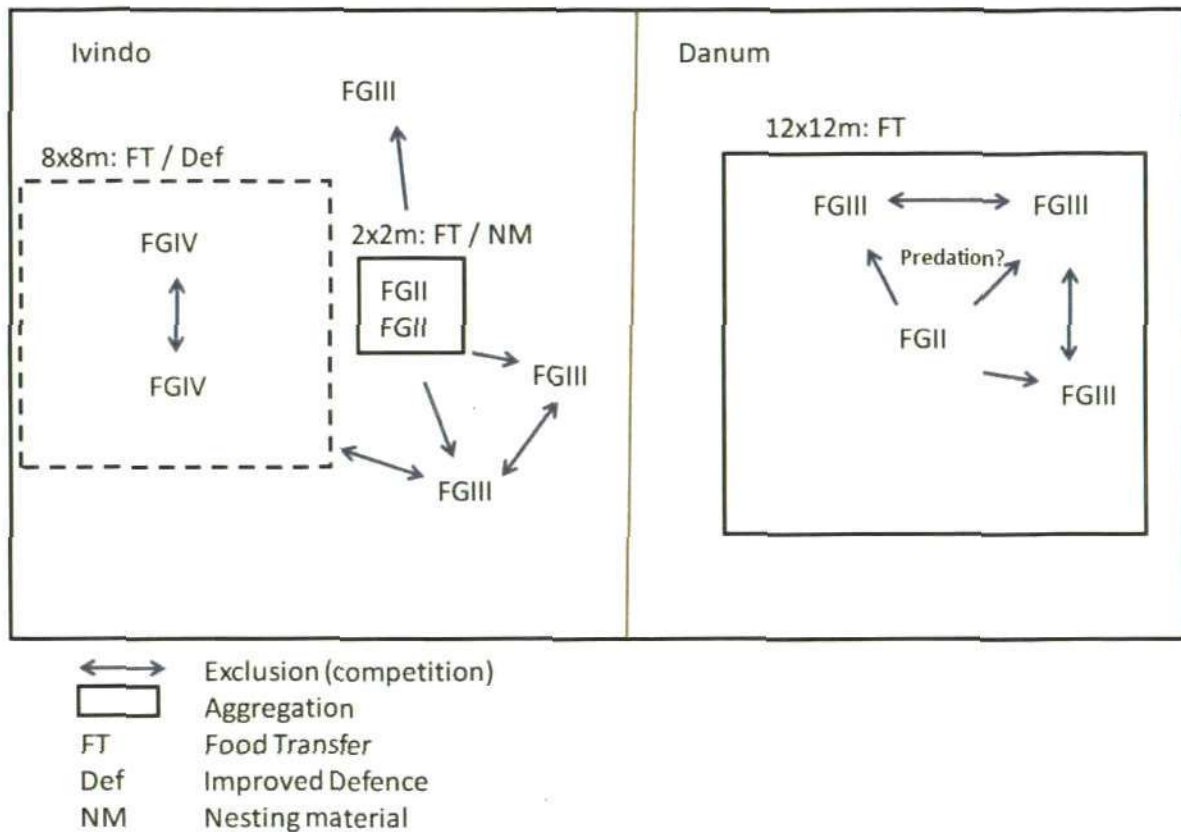 Ivindo
FGIII
8x8m: FT / Def
FGIV
FGIV
2x2m: FT / NM
FGII
FGII
FGIII
FGIII
Danum
12x12m: FT
FGIII FGIII
Predation?
FGII
FGIII
Exclusion (competition)
Aggregation
FT Food Transfer
Def Improved Defence
NM Nesting material